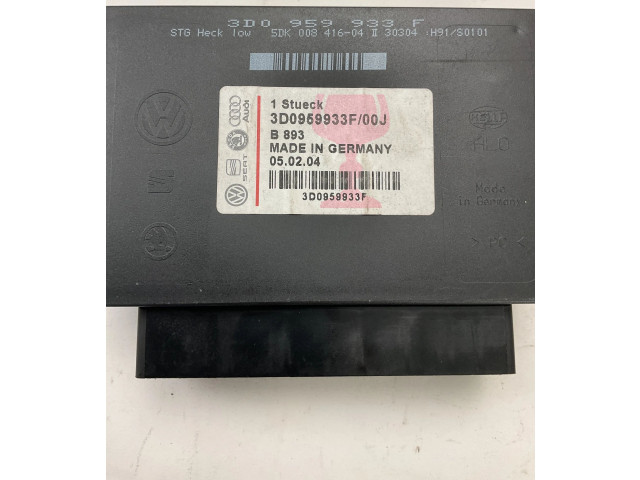 3D0 959 933 F
STG Heck low 5DK 008 416-04 II 30304 H91/S0101
Audi
SEAT
1 Stueck
3D0959933F/00J
B 893
MADE IN GERMANY
05.02.04
3D0959933F
HELLA
Made
in Germany